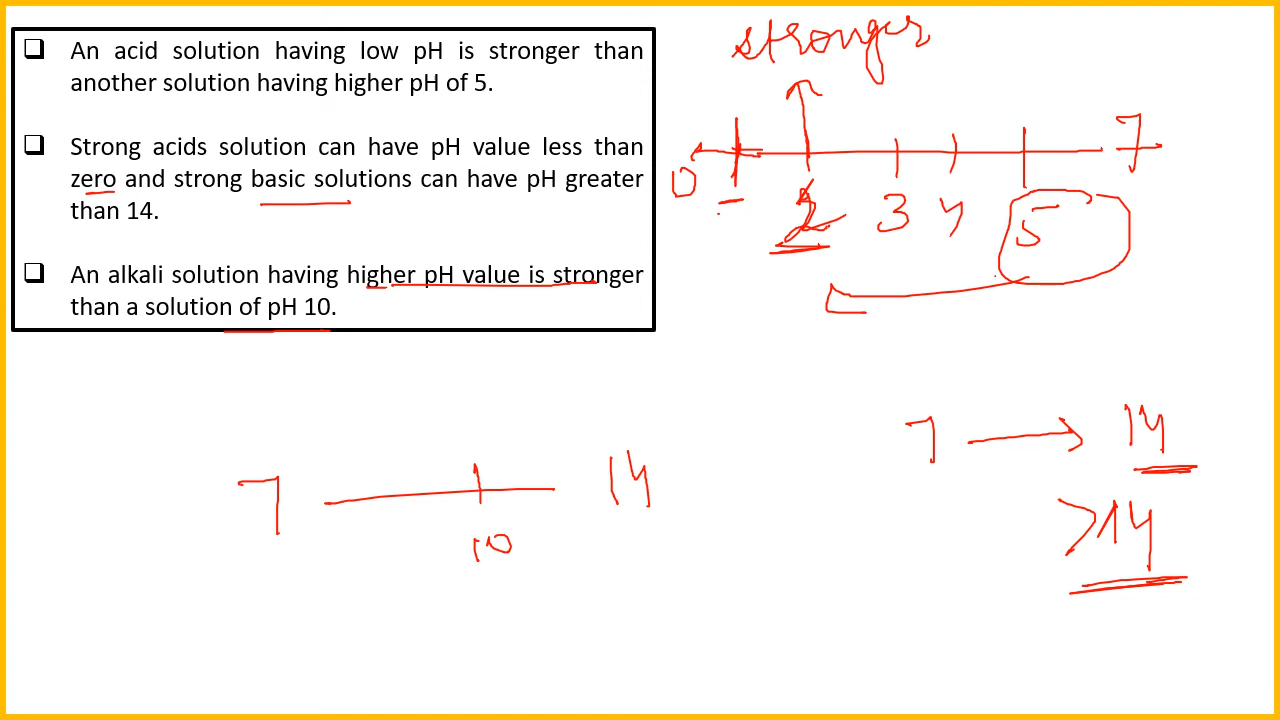 An acid solution having low pH is stronger than
another solution having higher pH of 5.
Strong acids solution can have pH value less than
zero and strong basic solutions can have pH greater
than 14.
An alkali solution having higher pH value is stronger
than a solution of pH 10.
stronger
7
0
2 3 4 5
7 14
>14
7 14
10